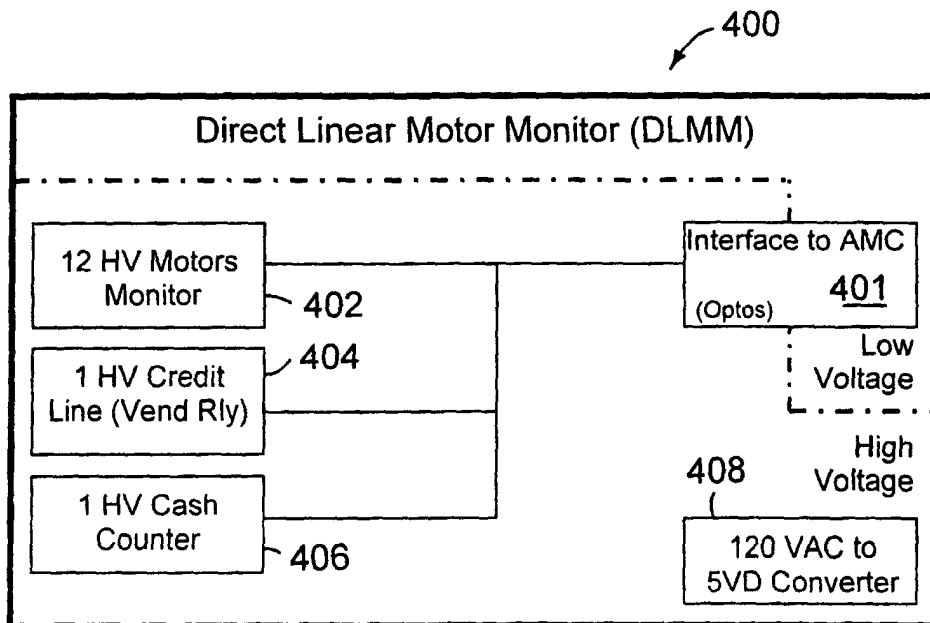 400
Direct Linear Motor Monitor (DLMM)
12 HV Motors
Monitor
402
Interface to AMC
401
(Optos)
404
1 HV Credit
Line (Vend Rly)
Low
Voltage
High
Voltage
1 HV Cash
Counter
406
408
120 VAC to
5VD Converter